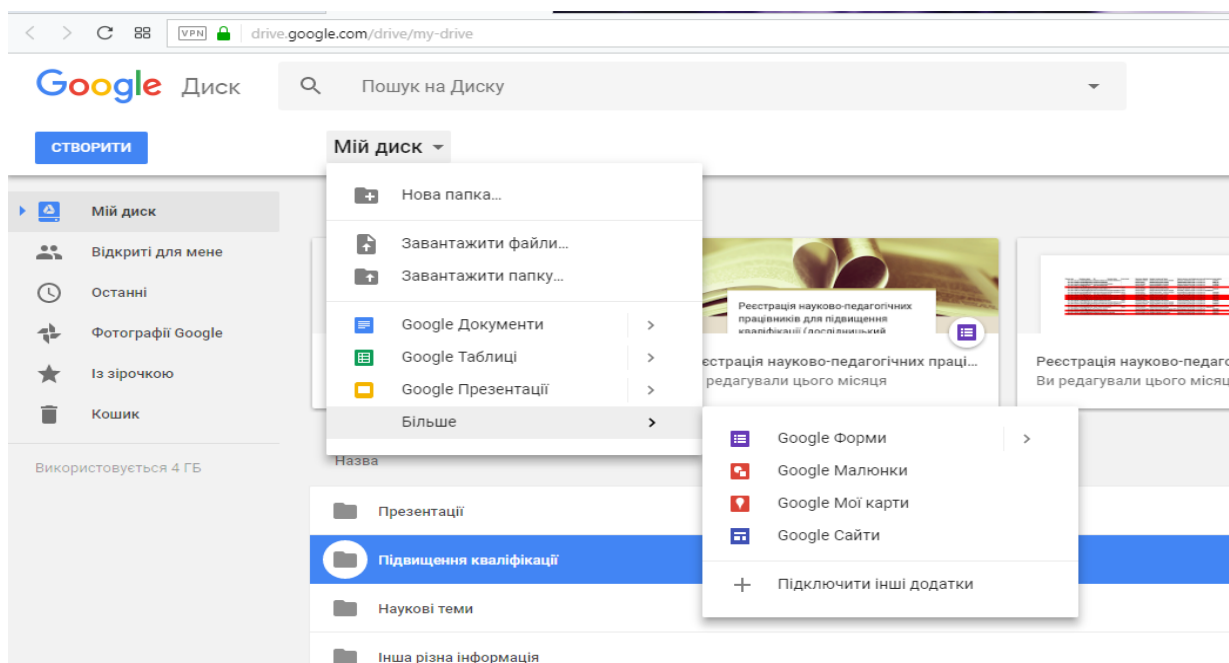 VPN drive.google.com/drive/my-drive
Google Диск
Пошук на Диску
СТВОРИТИ
Мій диск
Мій диск
Відкриті для мене
Останні
Фотографії Google
Із зірочкою
Кошик
Використовується 4 ГБ
Нова папка...
Завантажити файли...
Завантажити папку...
Google Документи
Google Таблиці
Google Презентації
Більше
Реєстрація науково-педагогічних
працівників для підвищення
кваліфікації (дослідницький
еєстрація науково-педагогічних праці...
редагували цього місяця
Реєстрація науково-педаго
Ви редагували цього місяц
Google Форми
Google Малюнки
Google Мої карти
Google Сайти
Підключити інші додатки
Назва
Презентації
Підвищення кваліфікації
Наукові теми
Інша різна інформація